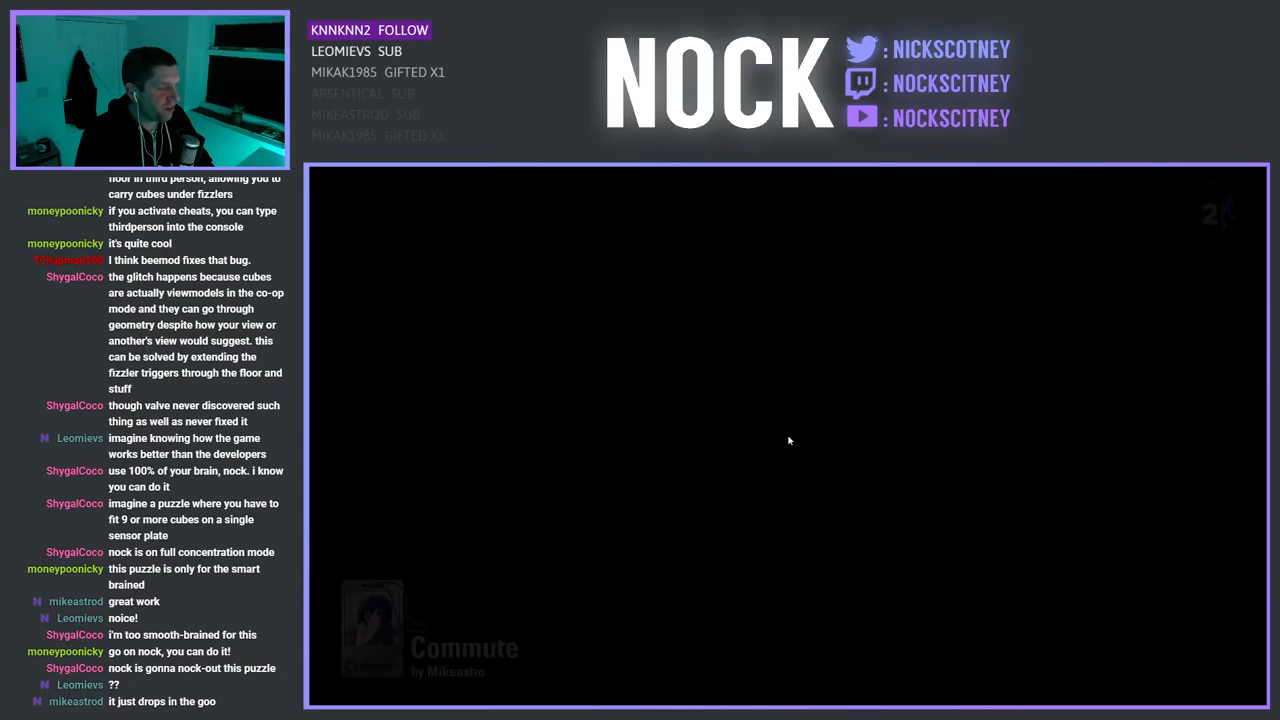 KNNKNN2 FOLLOW
LEOMIEVS SUB
MIKAK1985 GIFTED X1
ARSENTICAL SUB
MIKEASTROD SUB
MIKAK1985 GIFTED X1
NOCK
: NICKSCOTNEY
: NOCKSCITNEY
: NOCKSCITNEY
floor in third person, allowing you to
carry cubes under fizzlers
moneypoonicky if you activate cheats, you can type
thirdperson into the console
moneypoonicky it's quite cool
TChapman500 I think beemod fixes that bug.
ShygalCoco the glitch happens because cubes
are actually viewmodels in the co-op
mode and they can go through
geometry despite how your view or
another's view would suggest. this
can be solved by extending the
fizzler triggers through the floor and
stuff
ShygalCoco though valve never discovered such
thing as well as never fixed it
N Leomievs imagine knowing how the game
works better than the developers
ShygalCoco use 100% of your brain, nock. i know
you can do it
ShygalCoco imagine a puzzle where you have to
fit 9 or more cubes on a single
sensor plate
ShygalCoco nock is on full concentration mode
moneypoonicky this puzzle is only for the smart
brained
N mikeastrod great work
N Leomievs noice!
ShygalCoco i'm too smooth-brained for this
moneypoonicky go on nock, you can do it!
ShygalCoco nock is gonna nock-out this puzzle
N Leomievs ??
N mikeastrod it just drops in the goo
2K
Commute
by Mikeastro